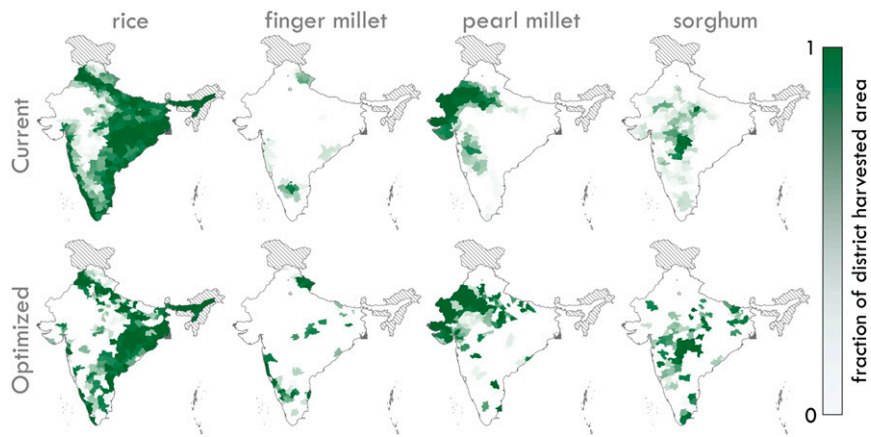 rice
finger millet
pearl millet
sorghum
Current
Optimized
1
0
fraction of district harvested area